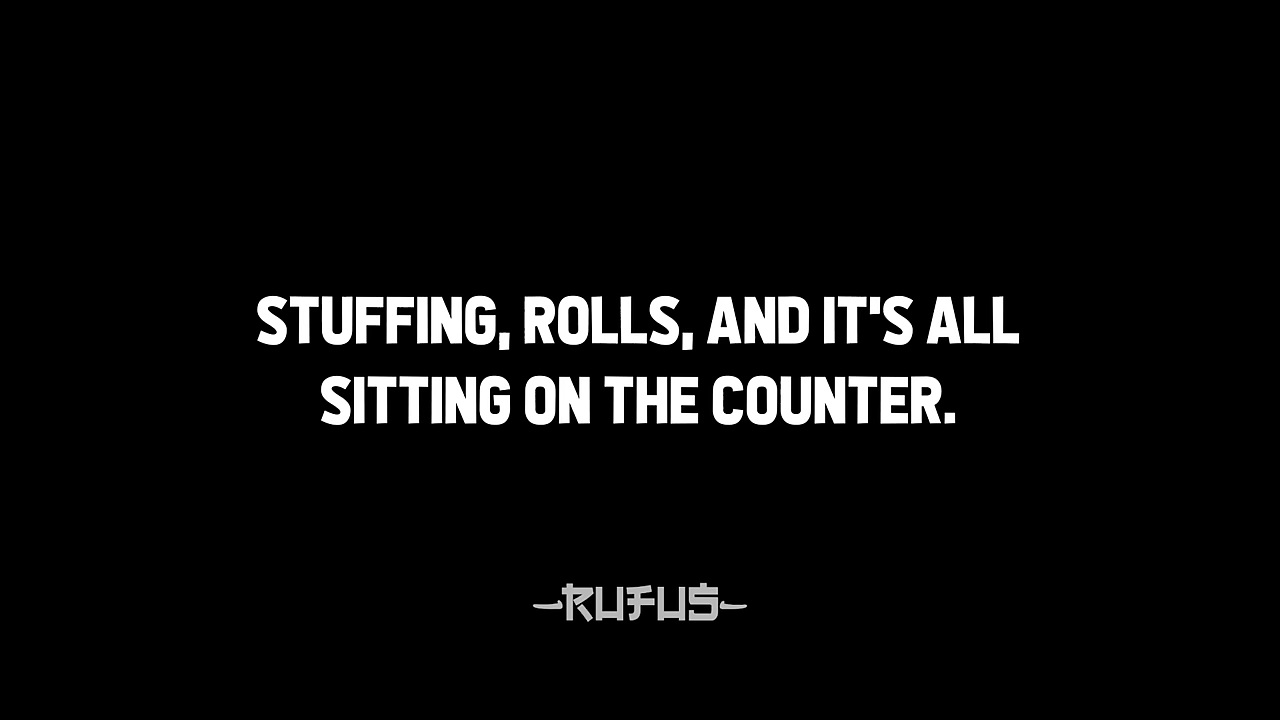 STUFFING, ROLLS, AND IT'S ALL
SITTING ON THE COUNTER.
-RUFUS-